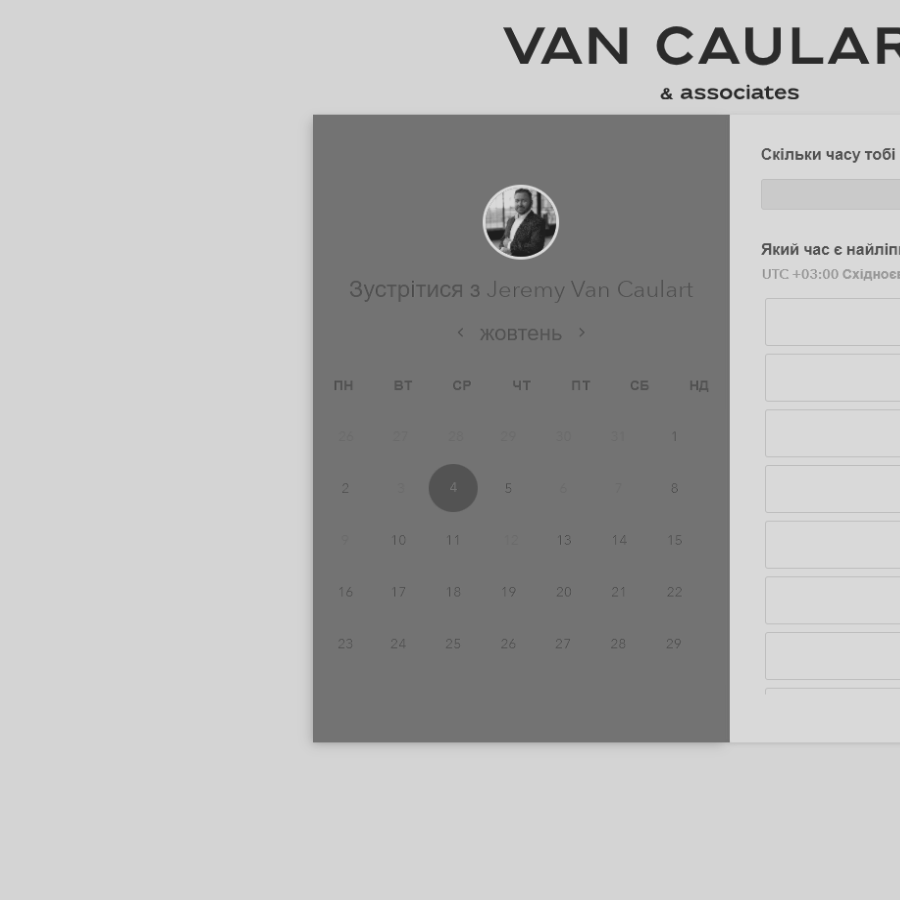 VAN CAULAR
& associates
Скільки часу тобі
Зустрітися з Jeremy Van Caulart
Який час є найліп
UTC +03:00 Східноє
жовтень
ПН ВТ СР ЧТ ПТ СБ НД
26 27 28 29 30 31 1
2 3 4 5 6 7 8
9 10 11 12 13 14 15
16 17 18 19 20 21 22
23 24 25 26 27 28 29